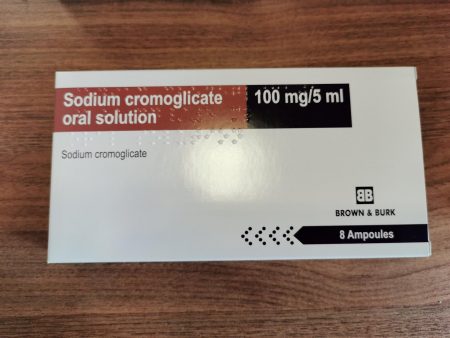 Sodium cromoglicate
oral solution
100 mg/5 ml
Sodium cromoglicate
BB
BROWN & BURK
8 Ampoules